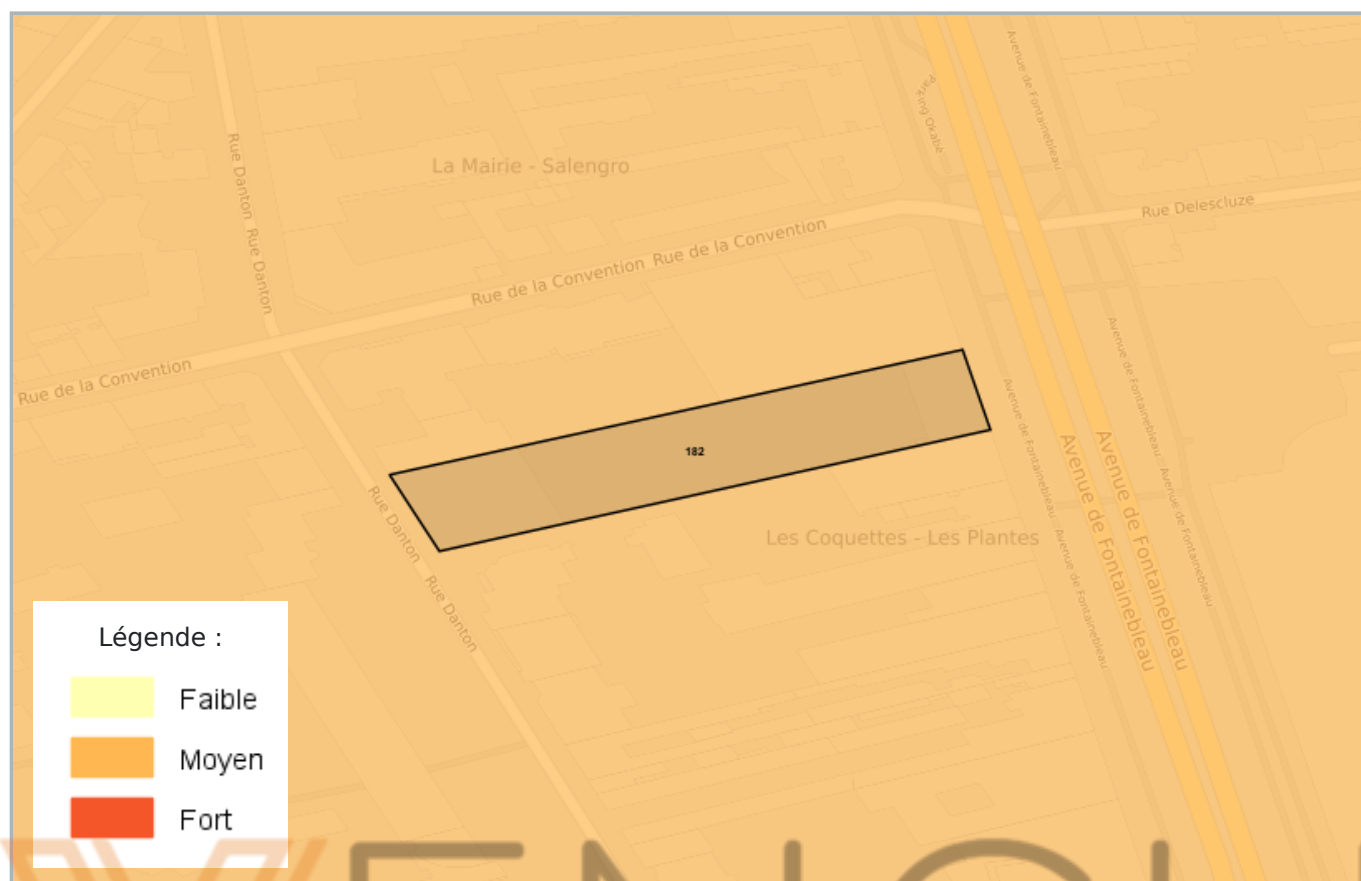 Avenue de Fontainebleau
Parking Okabé
Rue Danton Rue Danton
La Mairie - Salengro
Rue Delescluze
Rue de la Convention Rue de la Convention
Rue de la Convention
Avenue de Fontainebleau Avenue de Fontainebleau
Avenue de Fontainebleau Avenue de Fontainebleau
Avenue de Fontainebleau
Avenue de Fontainebleau
182
Rue Danton Rue Danton
Les Coquettes - Les Plantes
Légende :
Faible
Moyen
Fort